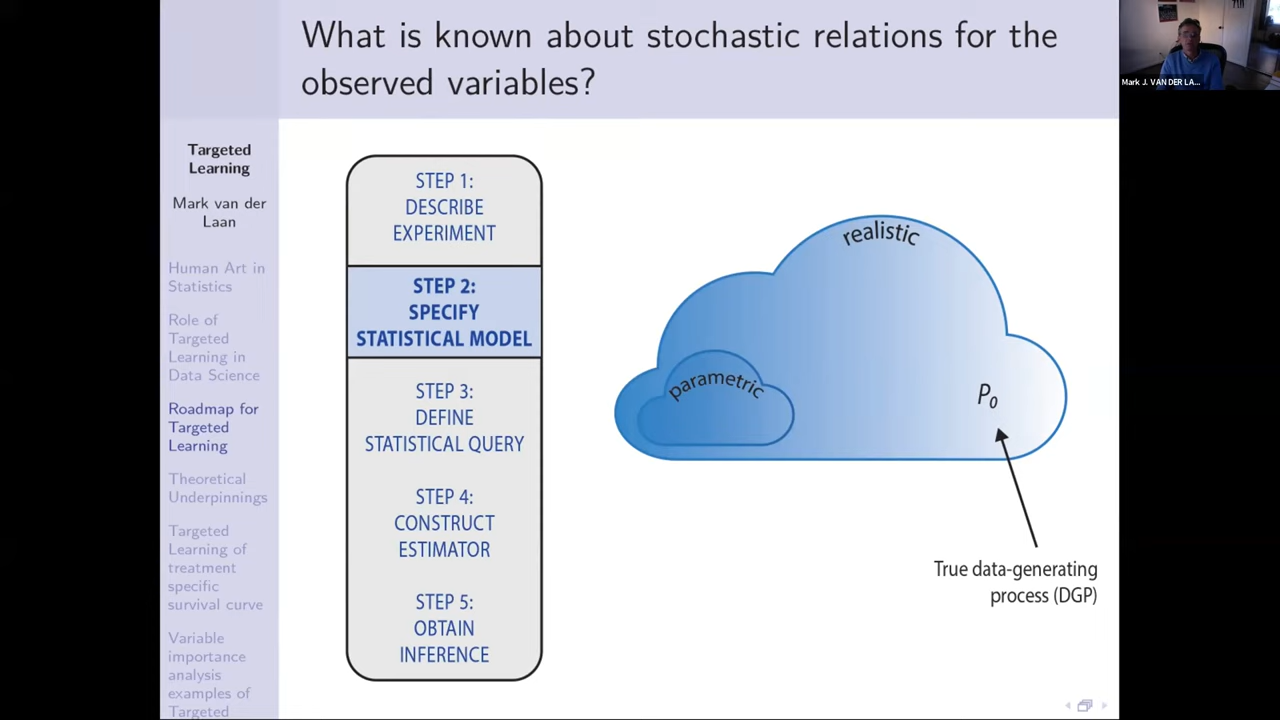 What is known about stochastic relations for the
observed variables?
Mark J. VAN DER LA...
Targeted
Learning
Mark van der
Laan
Human Art in
Statistics
Role of
Targeted
Learning in
Data Science
Roadmap for
Targeted
Learning
Theoretical
Underpinnings
Targeted
Learning of
treatment
specific
survival curve
Variable
importance
analysis
examples of
Targeted
STEP 1:
DESCRIBE
EXPERIMENT
STEP 2:
SPECIFY
STATISTICAL MODEL
STEP 3:
DEFINE
STATISTICAL QUERY
STEP 4:
CONSTRUCT
ESTIMATOR
STEP 5:
OBTAIN
INFERENCE
realistic
parametric
P₀
True data-generating
process (DGP)